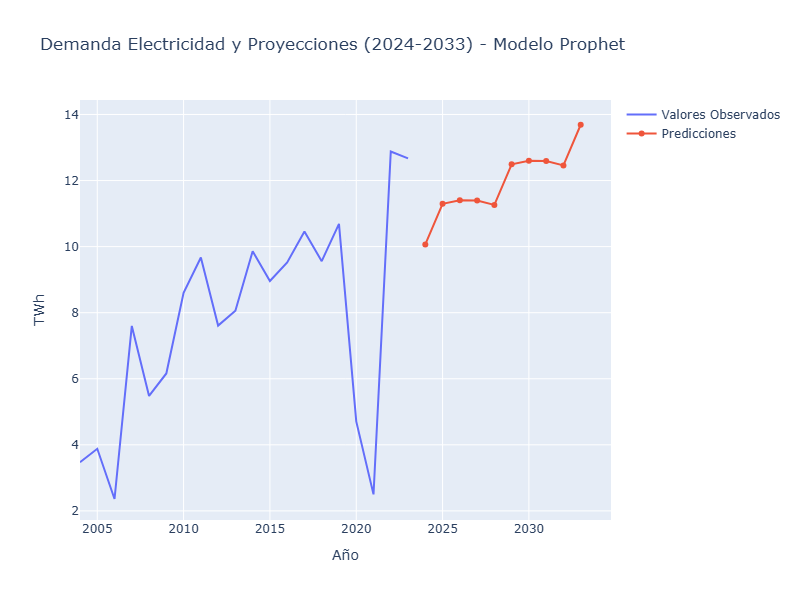 Demanda Electricidad y Proyecciones (2024-2033) - Modelo Prophet
Valores Observados
Predicciones
TWh
14
12
10
8
6
4
2
2005 2010 2015 2020 2025 2030
Año